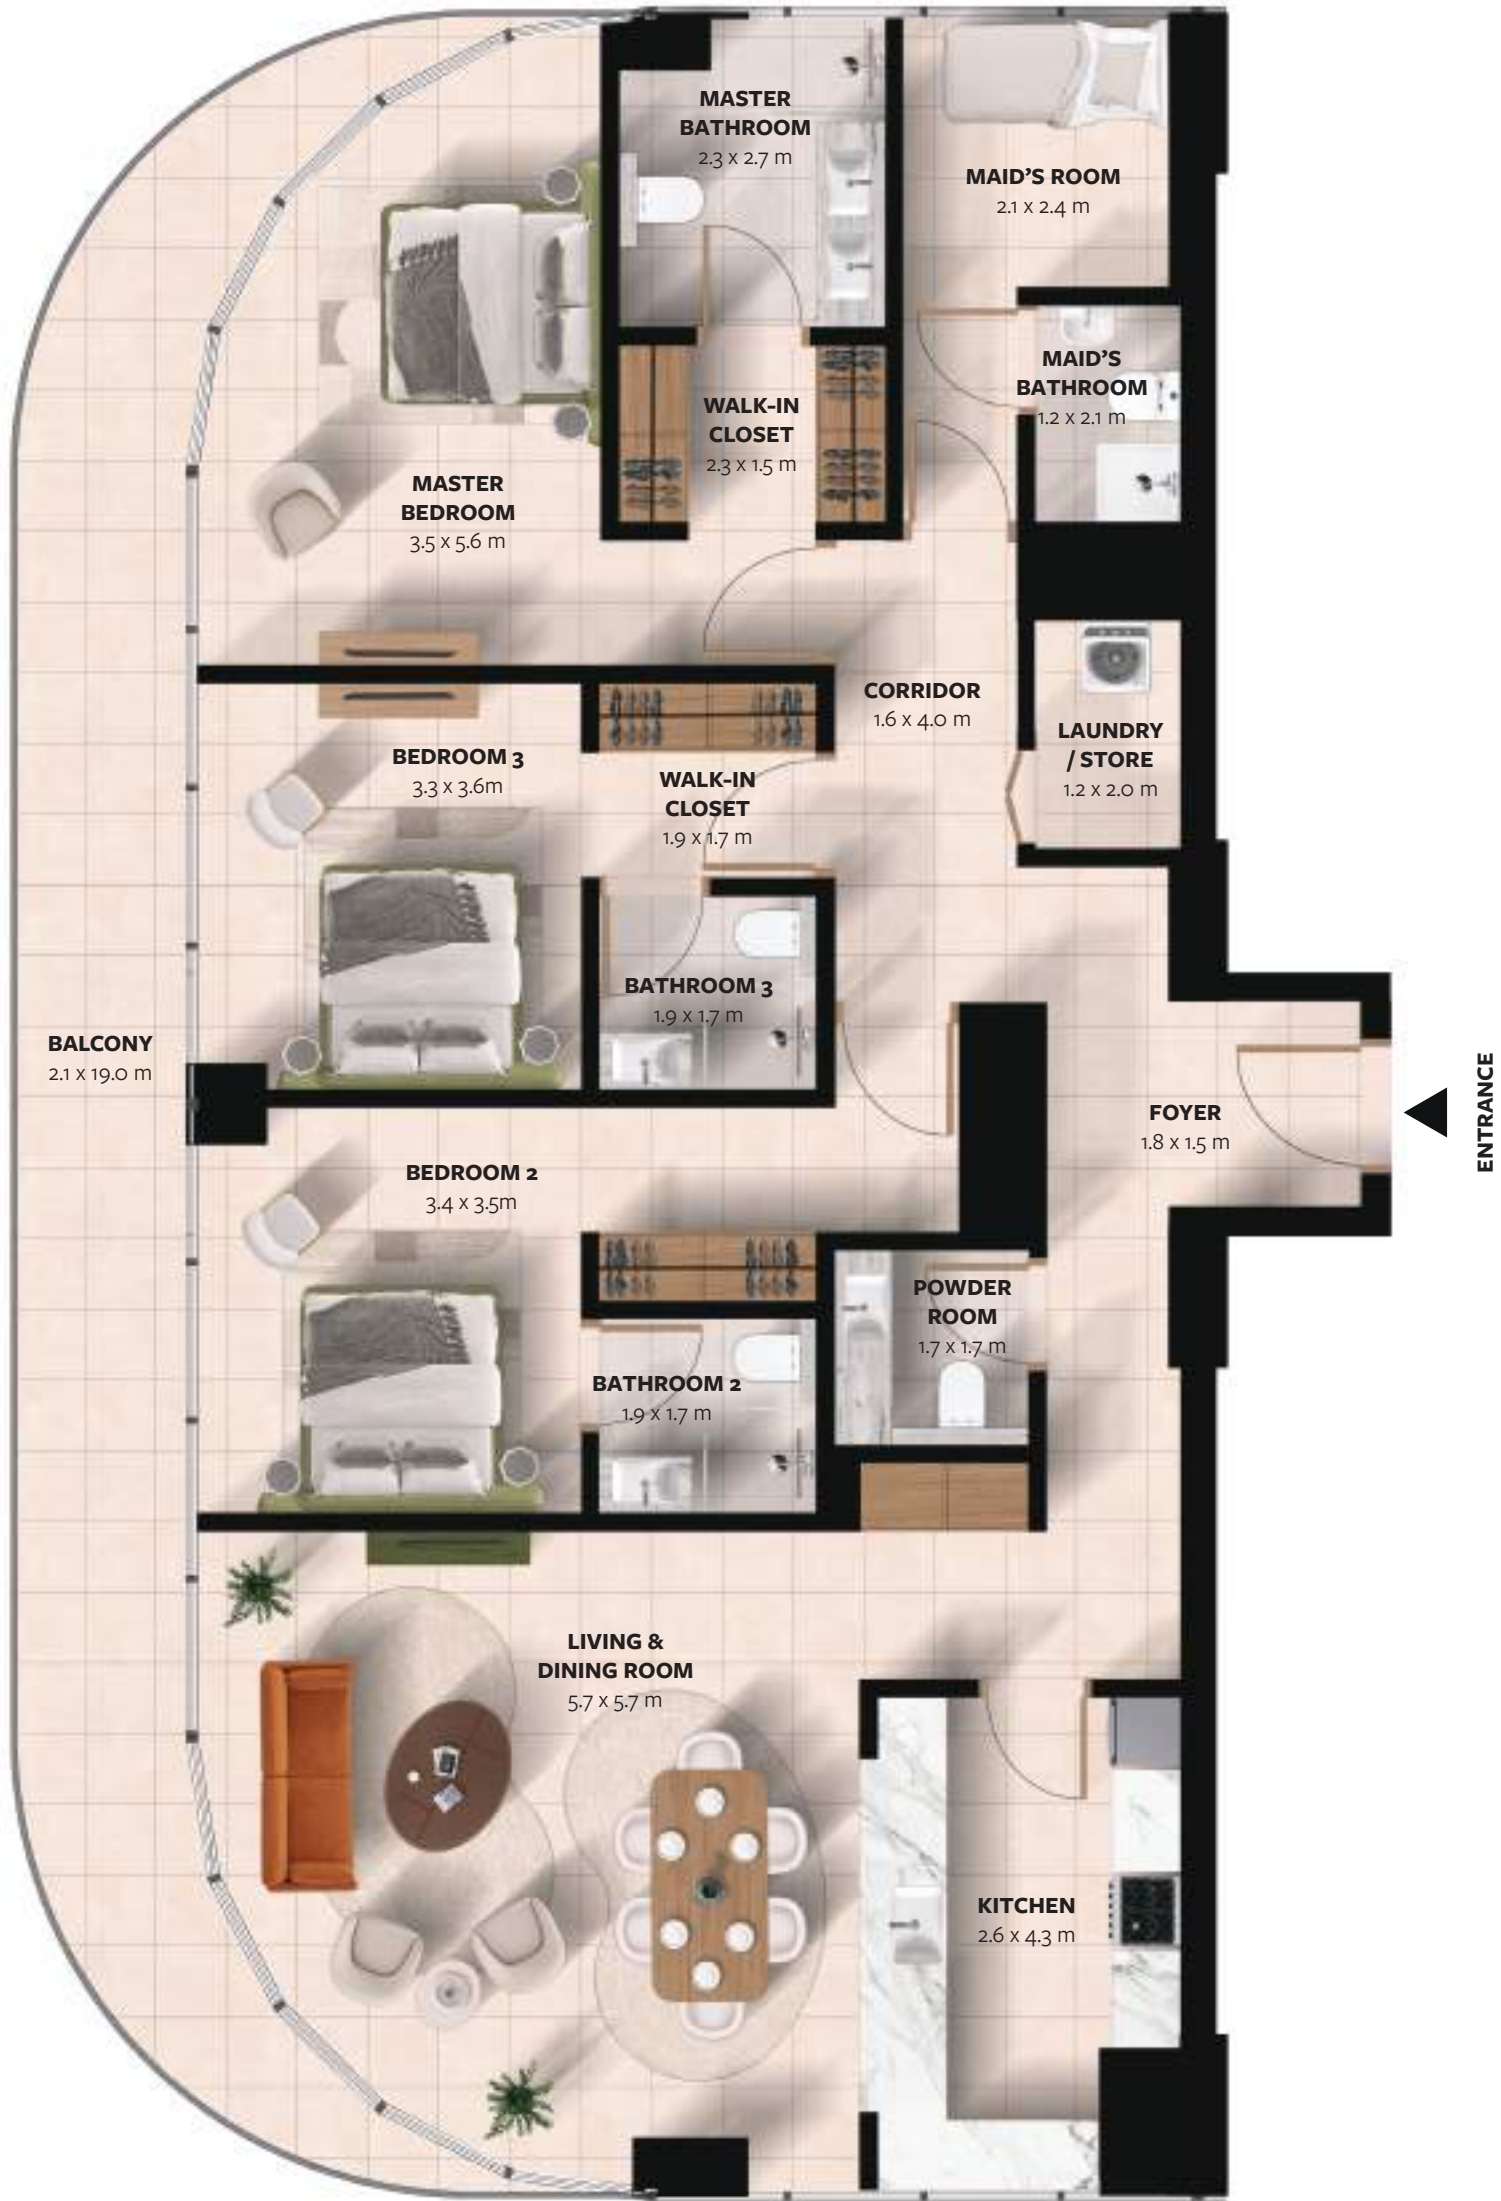 MASTER
BATHROOM
2.3 x 2.7 m
MAID'S ROOM
2.1 x 2.4 m
MAID'S
BATHROOM
1.2 x 2.1 m
WALK-IN
CLOSET
2.3 x 1.5 m
MASTER
BEDROOM
3.5 x 5.6 m
CORRIDOR
1.6 x 4.0 m
LAUNDRY
/ STORE
1.2 x 2.0 m
BEDROOM 3
3.3 x 3.6m
WALK-IN
CLOSET
1.9 x 1.7 m
BATHROOM 3
1.9 x 1.7 m
BALCONY
2.1 x 19.0 m
FOYER
1.8 x 1.5 m
ENTRANCE
BEDROOM 2
3.4 x 3.5m
POWDER
ROOM
1.7 x 1.7 m
BATHROOM 2
1.9 x 1.7 m
LIVING &
DINING ROOM
5.7 x 5.7 m
KITCHEN
2.6 x 4.3 m